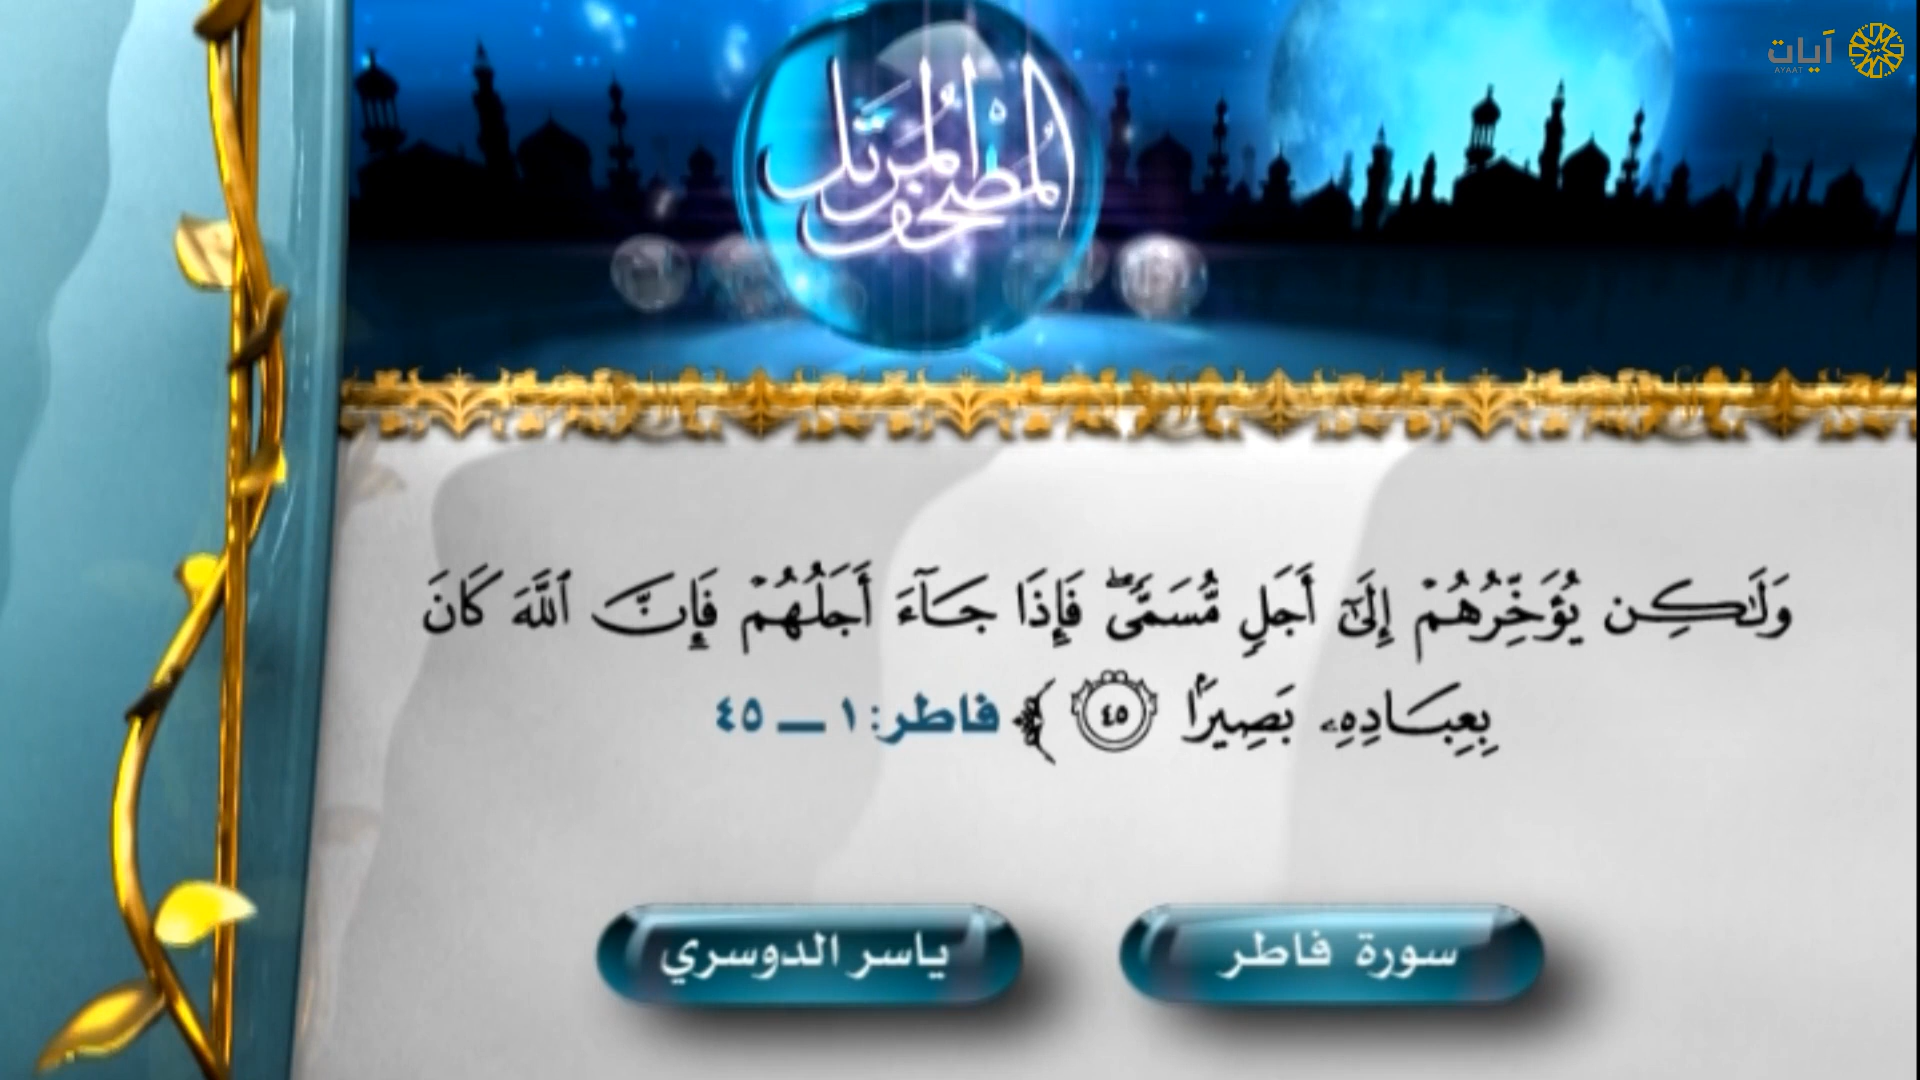 آيات
AYAAT
المصحف المرتل
وَلَٰكِن يُؤَخِّرُهُمْ إِلَىٰٓ أَجَلٍ مُّسَمًّىۖ فَإِذَا جَآءَ أَجَلُهُمْ فَإِنَّ ٱللَّهَ كَانَ
بِعِبَادِهِۦ بَصِيرًۢا ﴿٤٥﴾ فاطر: ١ ــ ٤٥
سورة فاطر
ياسر الدوسري